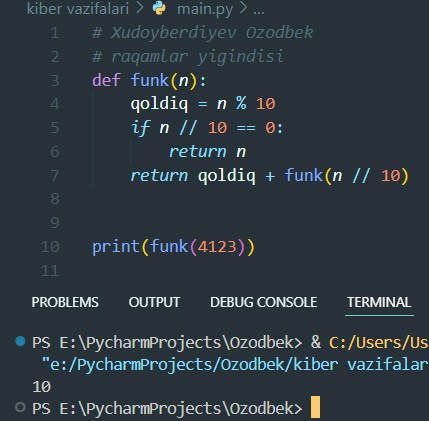 kiber vazifalari > main.py > ...
1 # Xudoyberdiyev Ozodbek
2 # raqamlar yigindisi
3 def funk(n):
4 qoldiq = n % 10
5 if n // 10 == 0:
6 return n
7 return qoldiq + funk(n // 10)
8
9
10 print(funk(4123))
11
PROBLEMS OUTPUT DEBUG CONSOLE TERMINAL
PS E:\PycharmProjects\Ozodbek> & C:/Users/Us
"e:/PycharmProjects/Ozodbek/kiber vazifalar
10
PS E:\PycharmProjects\Ozodbek>